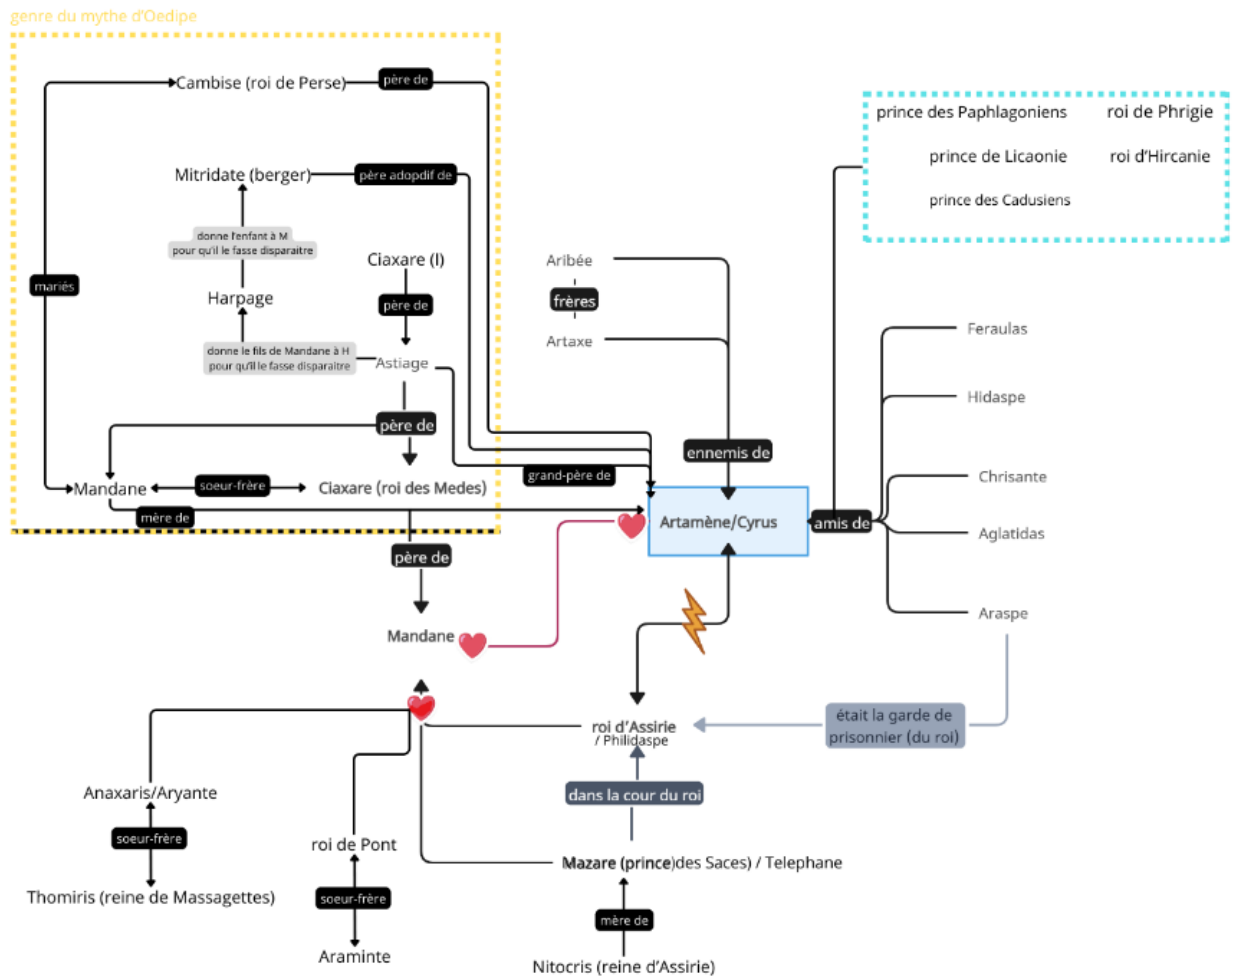 genre du mythe d'Oedipe
Cambise (roi de Perse)
père de
prince des Paphlagoniens
roi de Phrigie
prince de Licaonie
roi d'Hircanie
prince des Cadusiens
Mitridate (berger)
père adopdif de
donne l'enfant à M
pour qu'il le fasse disparaitre
Ciaxare (I)
Aribée
mariés
Harpage
père de
frères
Feraulas
donne le fils de Mandane à H
pour qu'il le fasse disparaitre
Astiage
Artaxe
Hidaspe
père de
ennemis de
Mandane
soeur-frère
Ciaxare (roi des Medes)
grand-père de
Chrisante
mère de
Artamène/Cyrus
amis de
Aglatidas
père de
Mandane
Araspe
roi d'Assirie
/ Philidaspe
était la garde de
prisonnier (du roi)
Anaxaris/Aryante
dans la cour du roi
soeur-frère
roi de Pont
Mazare (prince)des Saces) / Telephane
Thomiris (reine de Massagettes)
soeur-frère
mère de
Araminte
Nitocris (reine d'Assirie)